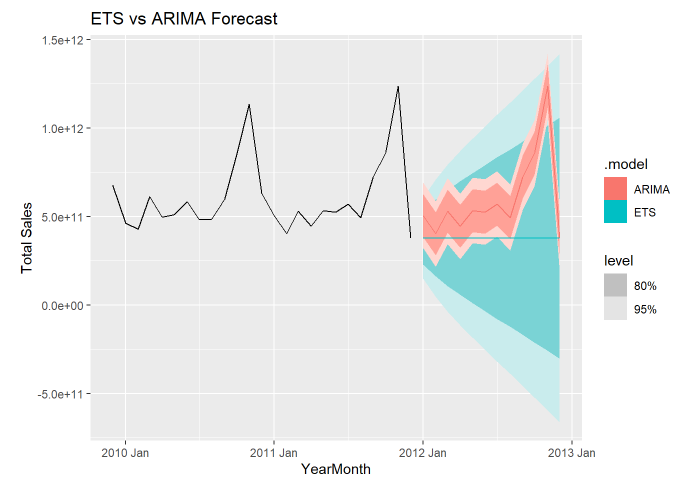 ETS vs ARIMA Forecast
1.5e+12
1.0e+12
5.0e+11
0.0e+00
-5.0e+11
Total Sales
2010 Jan
2011 Jan
2012 Jan
2013 Jan
YearMonth
.model
ARIMA
ETS
level
80%
95%